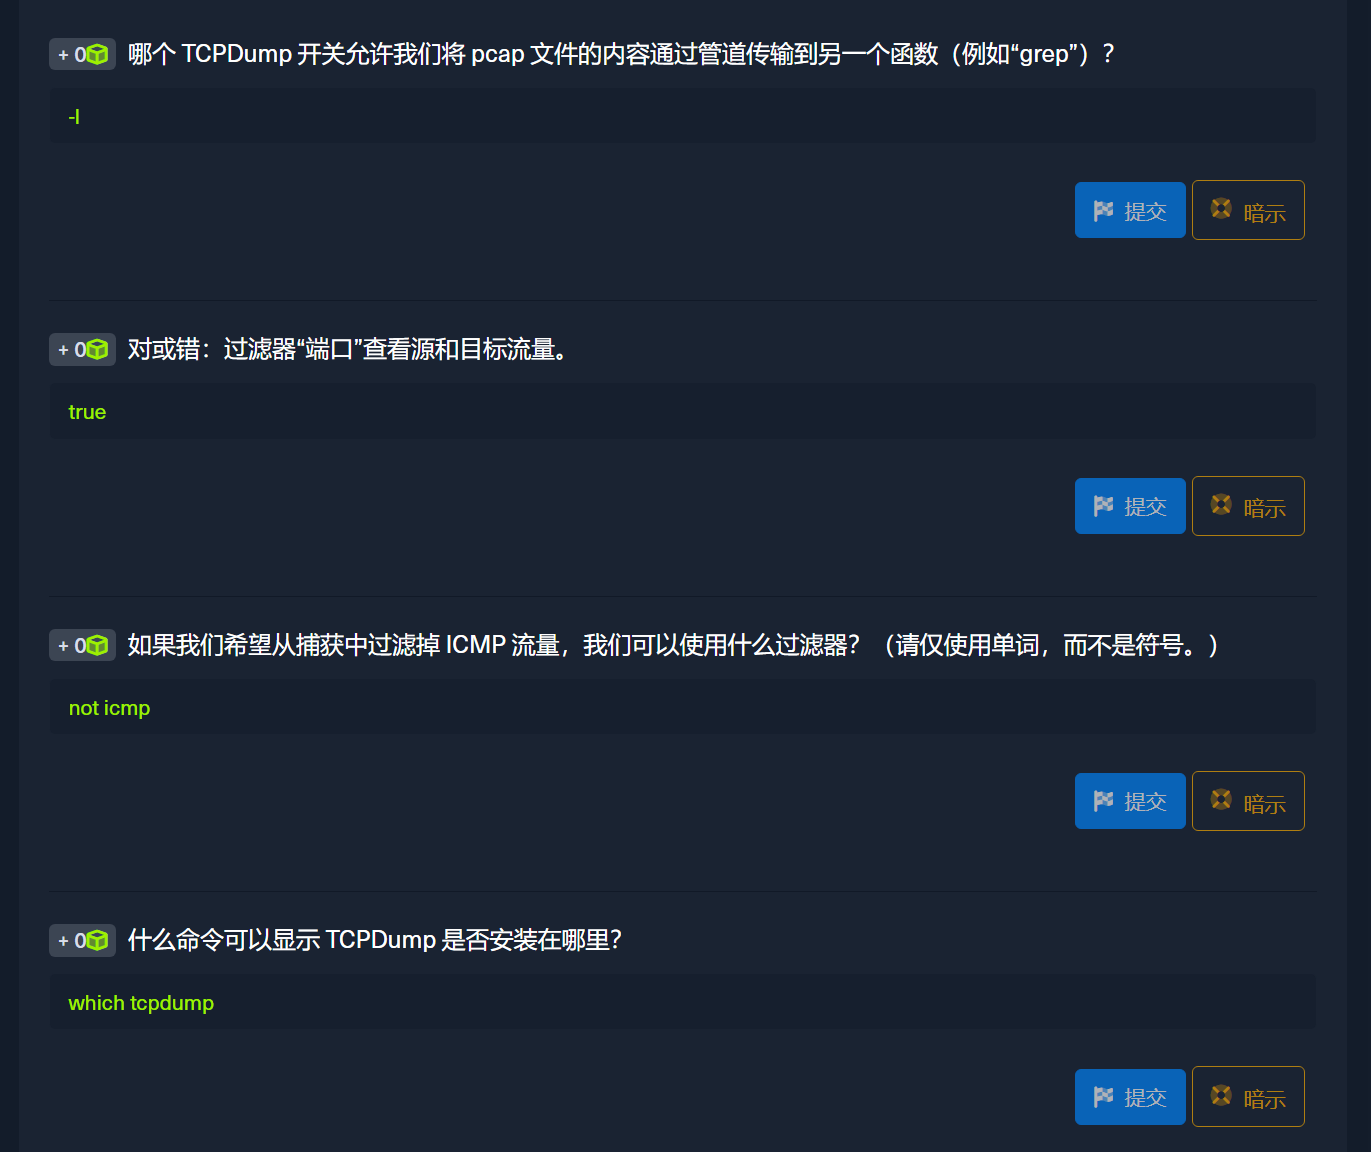 + 0 哪个 TCPDump 开关允许我们将 pcap 文件的内容通过管道传输到另一个函数（例如“grep”）？
-l
提交 暗示
+ 0 对或错：过滤器“端口”查看源和目标流量。
true
提交 暗示
+ 0 如果我们希望从捕获中过滤掉 ICMP 流量，我们可以使用什么过滤器？（请仅使用单词，而不是符号。）
not icmp
提交 暗示
+ 0 什么命令可以显示 TCPDump 是否安装在哪里？
which tcpdump
提交 暗示